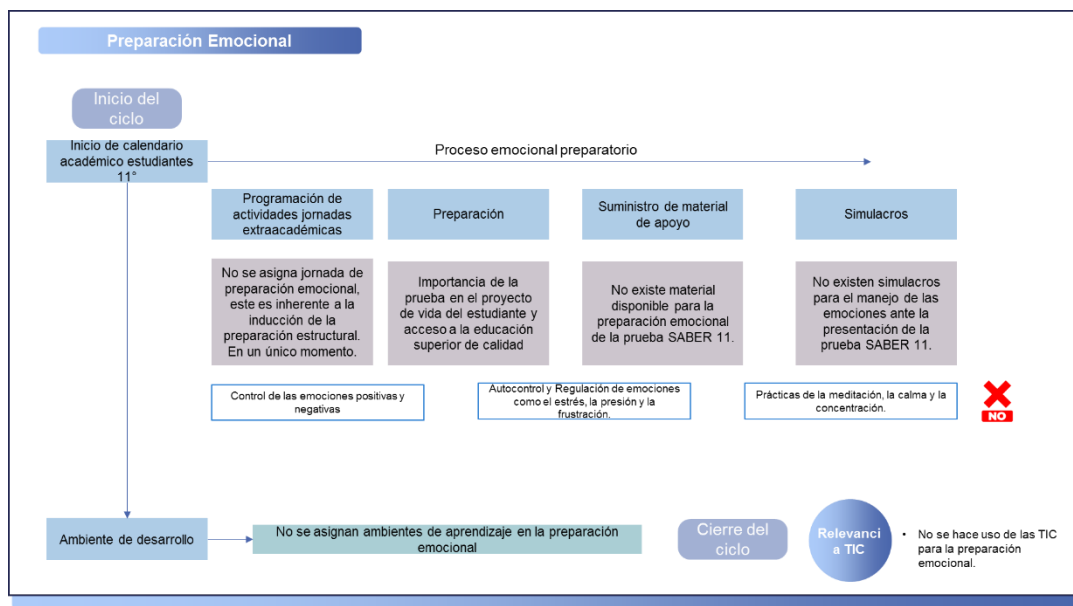 Preparación Emocional
Inicio del
ciclo
Inicio de calendario
académico estudiantes
11°
Proceso emocional preparatorio
Programación de
actividades jornadas
extraacadémicas
Preparación
Suministro de material
de apoyo
Simulacros
No se asigna jornada de
preparación emocional,
este es inherente a la
inducción de la
preparación estructural.
En un único momento.
Importancia de la
prueba en el proyecto
de vida del estudiante y
acceso a la educación
superior de calidad
No existe material
disponible para la
preparación emocional
de la prueba SABER 11.
No existen simulacros
para el manejo de las
emociones ante la
presentación de la
prueba SABER 11.
Control de las emociones positivas y
negativas
Autocontrol y Regulación de emociones
como el estrés, la presión y la
frustración.
Prácticas de la meditación, la calma y la
concentración.
NO
Ambiente de desarrollo
No se asignan ambientes de aprendizaje en la preparación
emocional
Cierre del
ciclo
Relevanci
a TIC
• No se hace uso de las TIC
para la preparación
emocional.